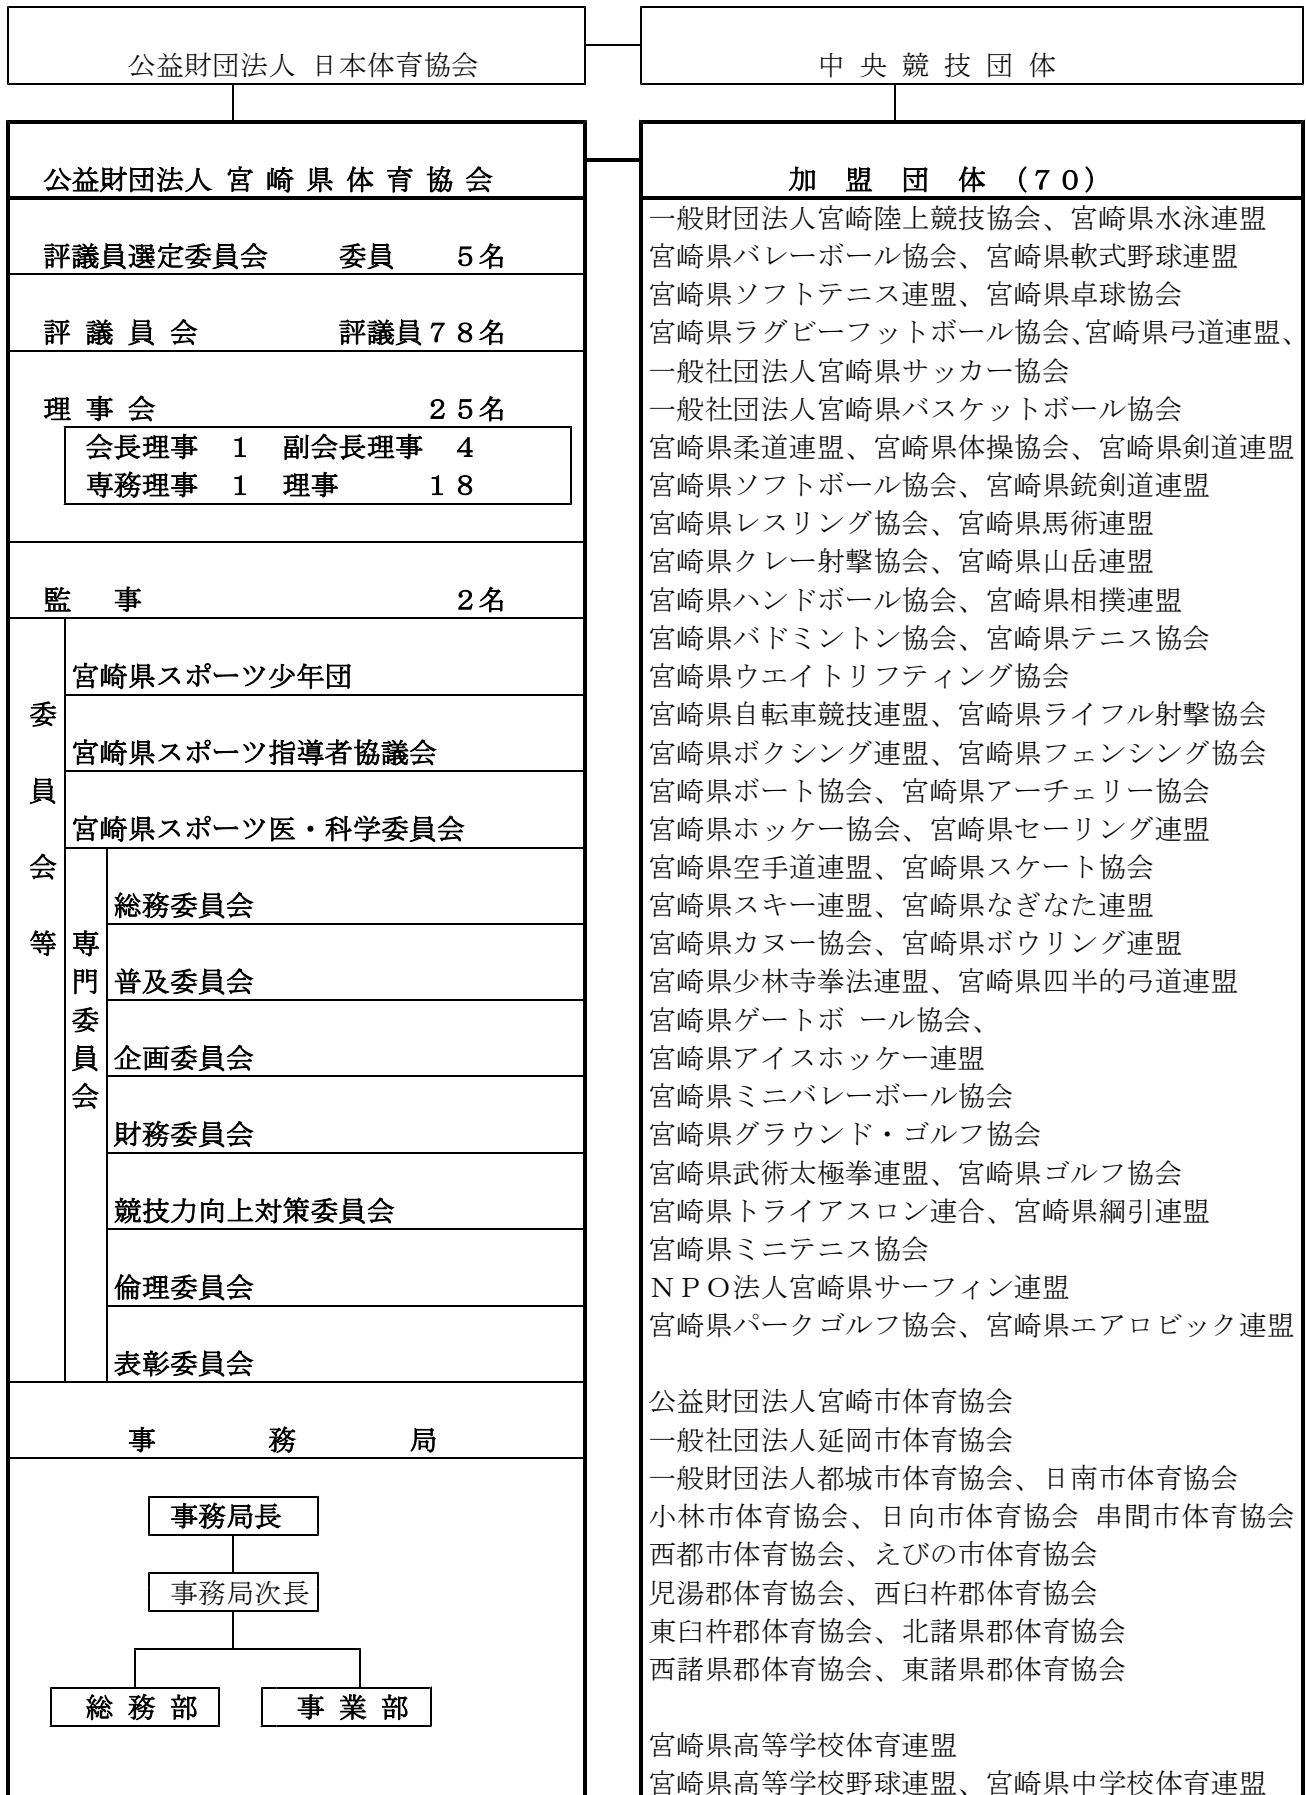 公益財団法人 日本体育協会
中 央 競 技 団 体
公益財団法人 宮 崎 県 体 育 協 会
評議員選定委員会 委員 ５名
評 議 員 会 評議員７８名
理 事 会 ２５名
会長理事 １ 副会長理事 ４
専務理事 １ 理事 １８
監 事 ２名
委員会等
宮崎県スポーツ少年団
宮崎県スポーツ指導者協議会
宮崎県スポーツ医・科学委員会
専門委員会
総務委員会
普及委員会
企画委員会
財務委員会
競技力向上対策委員会
倫理委員会
表彰委員会
事 務 局
事務局長
事務局次長
総 務 部 事 業 部
加 盟 団 体 （７０）
一般財団法人宮崎陸上競技協会、宮崎県水泳連盟
宮崎県バレーボール協会、宮崎県軟式野球連盟
宮崎県ソフトテニス連盟、宮崎県卓球協会
宮崎県ラグビーフットボール協会、宮崎県弓道連盟、
一般社団法人宮崎県サッカー協会
一般社団法人宮崎県バスケットボール協会
宮崎県柔道連盟、宮崎県体操協会、宮崎県剣道連盟
宮崎県ソフトボール協会、宮崎県銃剣道連盟
宮崎県レスリング協会、宮崎県馬術連盟
宮崎県クレー射撃協会、宮崎県山岳連盟
宮崎県ハンドボール協会、宮崎県相撲連盟
宮崎県バドミントン協会、宮崎県テニス協会
宮崎県ウエイトリフティング協会
宮崎県自転車競技連盟、宮崎県ライフル射撃協会
宮崎県ボクシング連盟、宮崎県フェンシング協会
宮崎県ボート協会、宮崎県アーチェリー協会
宮崎県ホッケー協会、宮崎県セーリング連盟
宮崎県空手道連盟、宮崎県スケート協会
宮崎県スキー連盟、宮崎県なぎなた連盟
宮崎県カヌー協会、宮崎県ボウリング連盟
宮崎県少林寺拳法連盟、宮崎県四半的弓道連盟
宮崎県ゲートボ ール協会、
宮崎県アイスホッケー連盟
宮崎県ミニバレーボール協会
宮崎県グラウンド・ゴルフ協会
宮崎県武術太極拳連盟、宮崎県ゴルフ協会
宮崎県トライアスロン連合、宮崎県綱引連盟
宮崎県ミニテニス協会
ＮＰＯ法人宮崎県サーフィン連盟
宮崎県パークゴルフ協会、宮崎県エアロビック連盟
公益財団法人宮崎市体育協会
一般社団法人延岡市体育協会
一般財団法人都城市体育協会、日南市体育協会
小林市体育協会、日向市体育協会 串間市体育協会
西都市体育協会、えびの市体育協会
児湯郡体育協会、西臼杵郡体育協会
東臼杵郡体育協会、北諸県郡体育協会
西諸県郡体育協会、東諸県郡体育協会
宮崎県高等学校体育連盟
宮崎県高等学校野球連盟、宮崎県中学校体育連盟